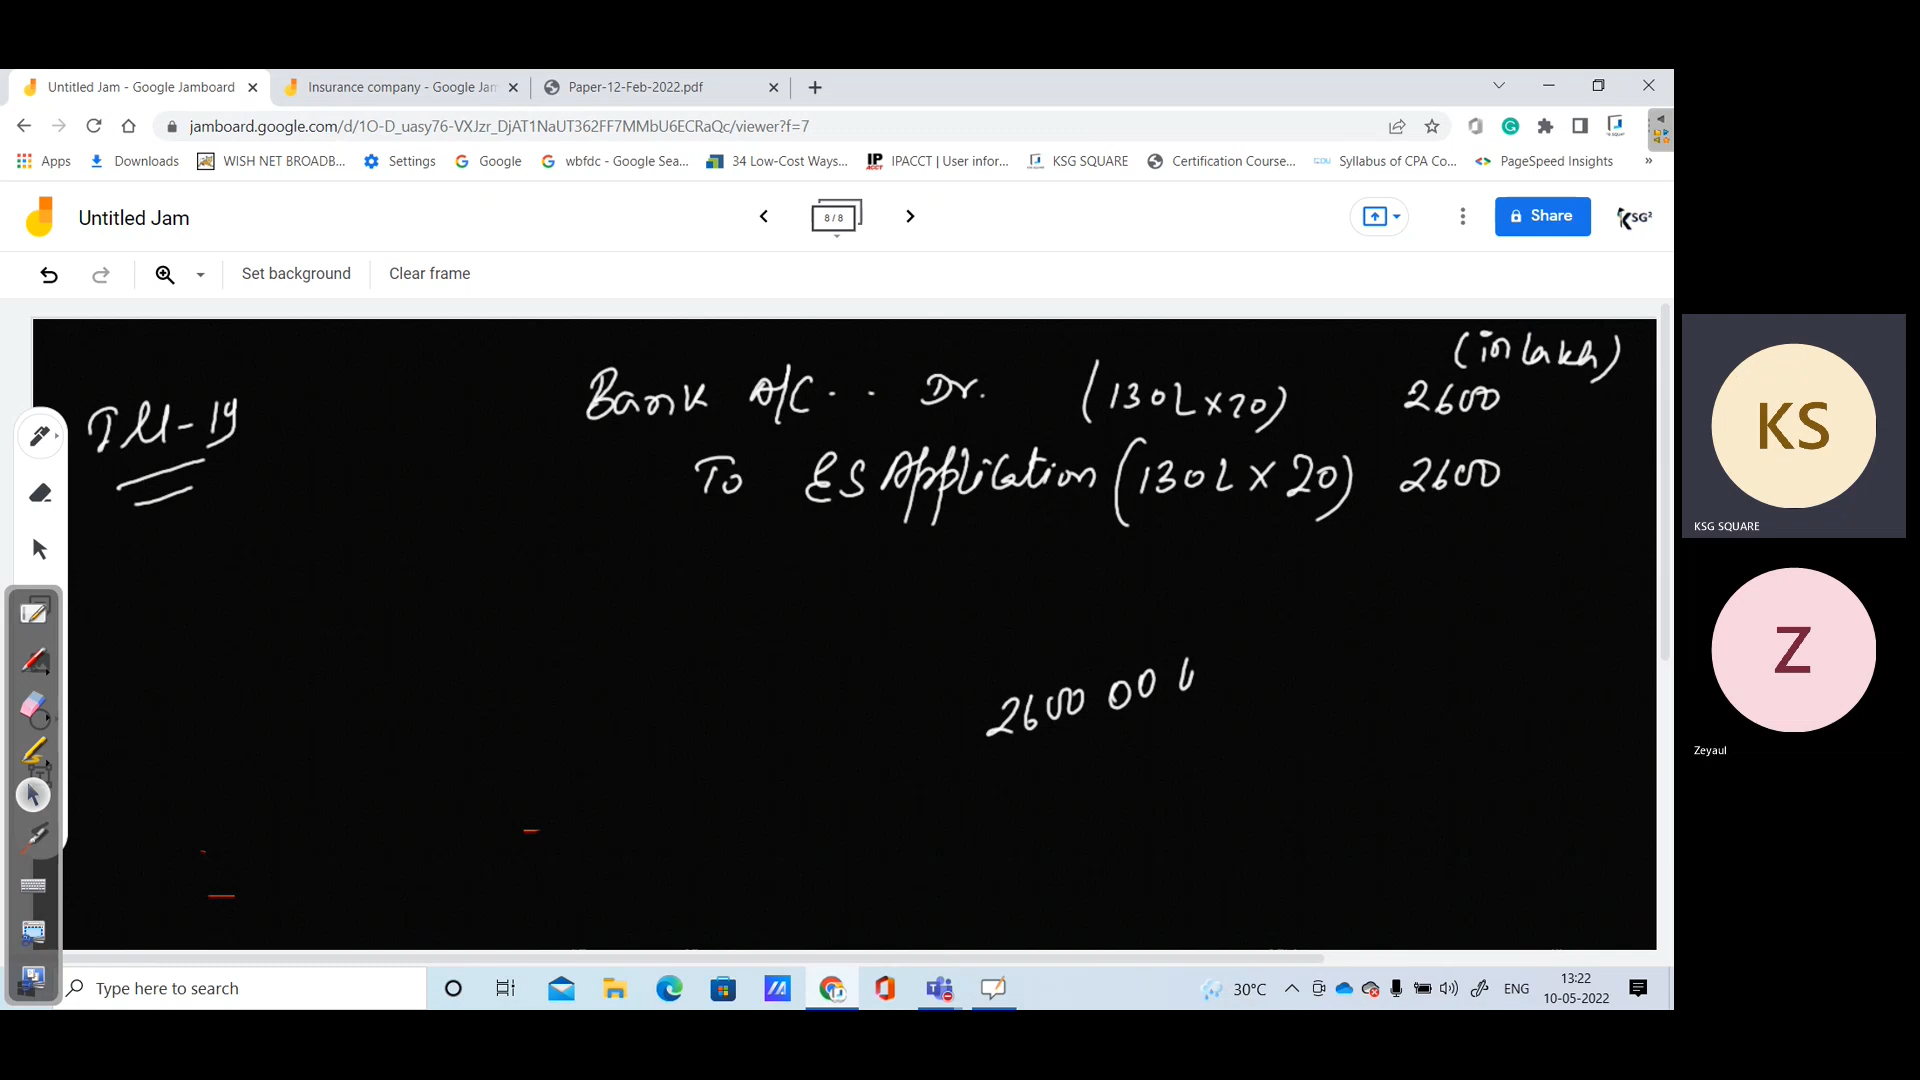 Untitled Jam - Google Jamboard
Insurance company - Google Jam
Paper-12-Feb-2022.pdf
jamboard.google.com/d/1O-D_uasy76-VXJzr_DjAT1NaUT362FF7MMbU6ECRaQc/viewer?f=7
Apps Downloads WISH NET BROADB... Settings Google wbfdc - Google Sea... 34 Low-Cost Ways... IPACCT | User infor... KSG SQUARE Certification Course... Syllabus of CPA Co... PageSpeed Insights »
Untitled Jam
8 / 8
Share
KSG²
Set background Clear frame
(in lakh)
Bank A/C .. Dr. (130L×20) 2600
Ill-19
To ES Application (130L × 20) 2600
2600 00
KS
KSG SQUARE
Z
Zeyaul
Type here to search
30°C
ENG
13:22
10-05-2022